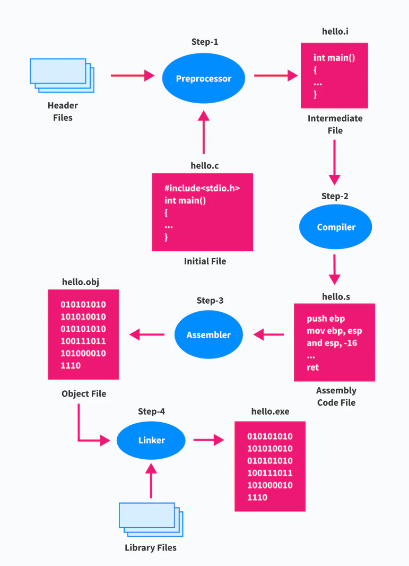 Step-1
Preprocessor
Header
Files
hello.i
int main()
{
...
}
Intermediate
File
hello.c
#include<stdio.h>
int main()
{
...
}
Initial File
Step-2
Compiler
hello.s
push ebp
mov ebp, esp
and esp, -16
...
ret
Assembly
Code File
Step-3
Assembler
hello.obj
010101010
101010010
010101010
100111011
101000010
1110
Object File
Step-4
Linker
Library Files
hello.exe
010101010
101010010
010101010
100111011
101000010
1110